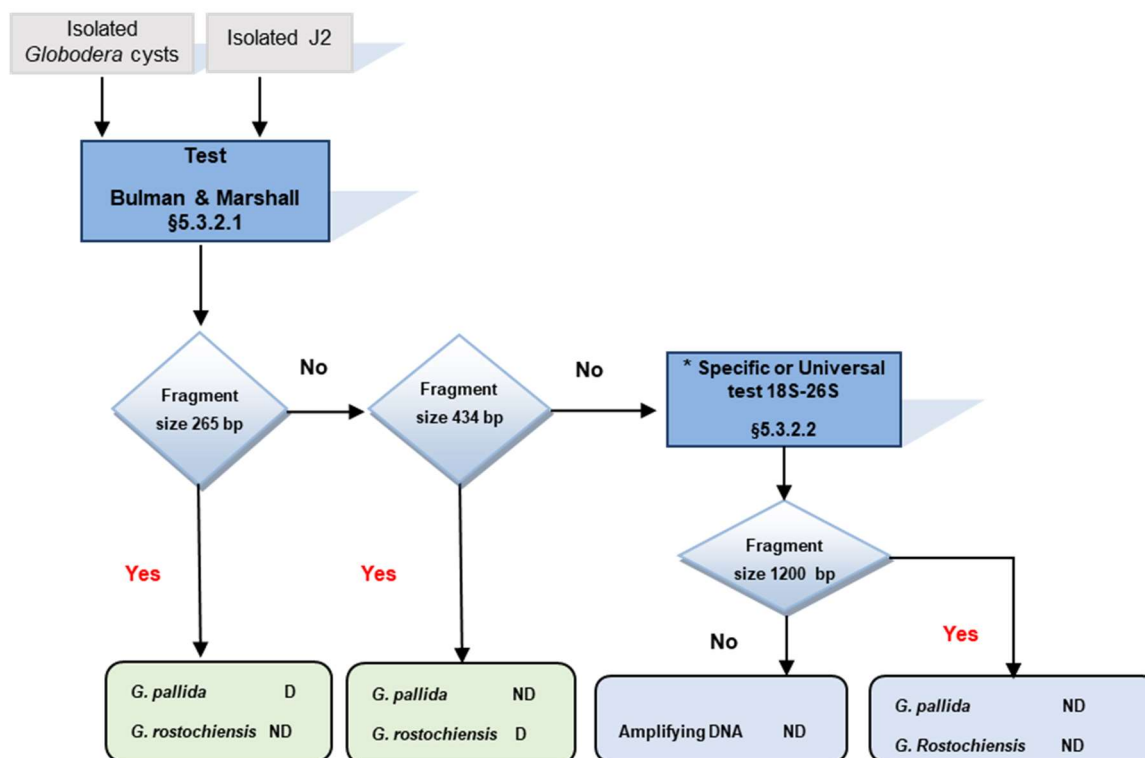 Isolated
Globodera cysts
Isolated J2
Test
Bulman & Marshall
§5.3.2.1
Fragment
size 265 bp
No
Fragment
size 434 bp
No
* Specific or Universal
test 18S-26S
§5.3.2.2
Fragment
size 1200 bp
Yes
Yes
No
Yes
G. pallida D
G. rostochiensis ND
G. pallida ND
G. rostochiensis D
Amplifying DNA ND
G. pallida ND
G. Rostochiensis ND